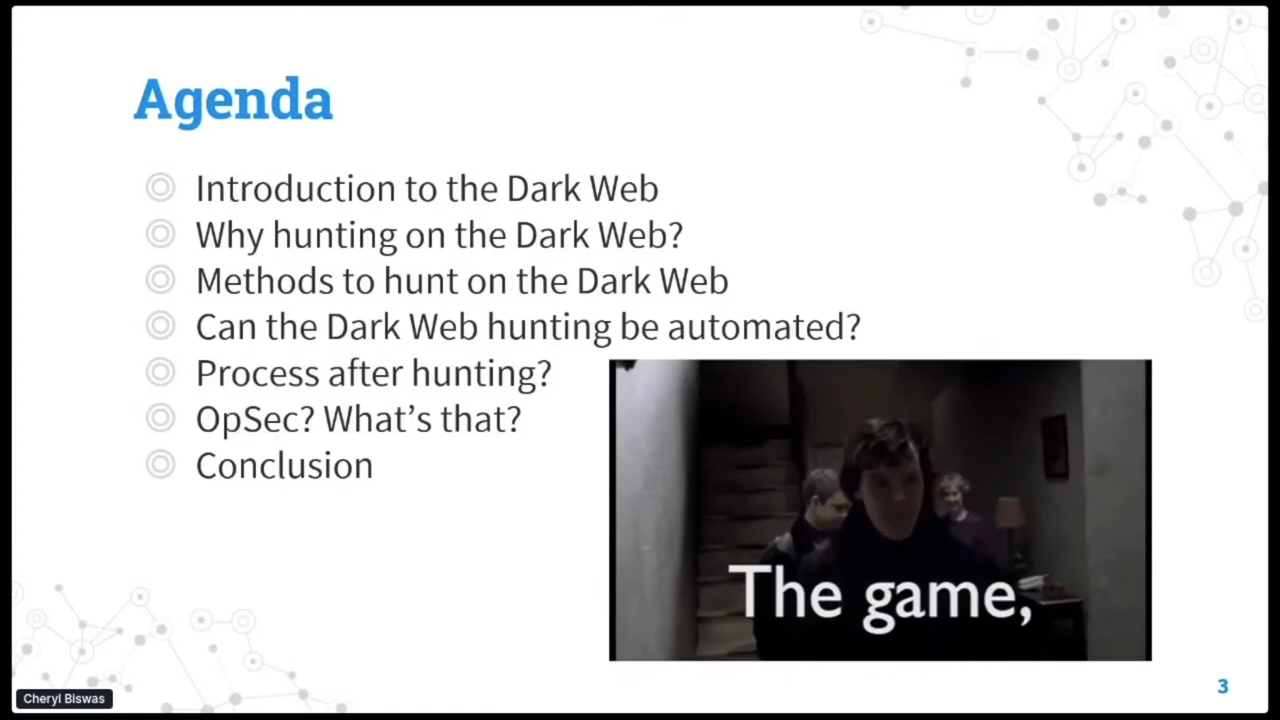 Agenda
Introduction to the Dark Web
Why hunting on the Dark Web?
Methods to hunt on the Dark Web
Can the Dark Web hunting be automated?
Process after hunting?
OpSec? What’s that?
Conclusion
The game,
3
Cheryl Biswas